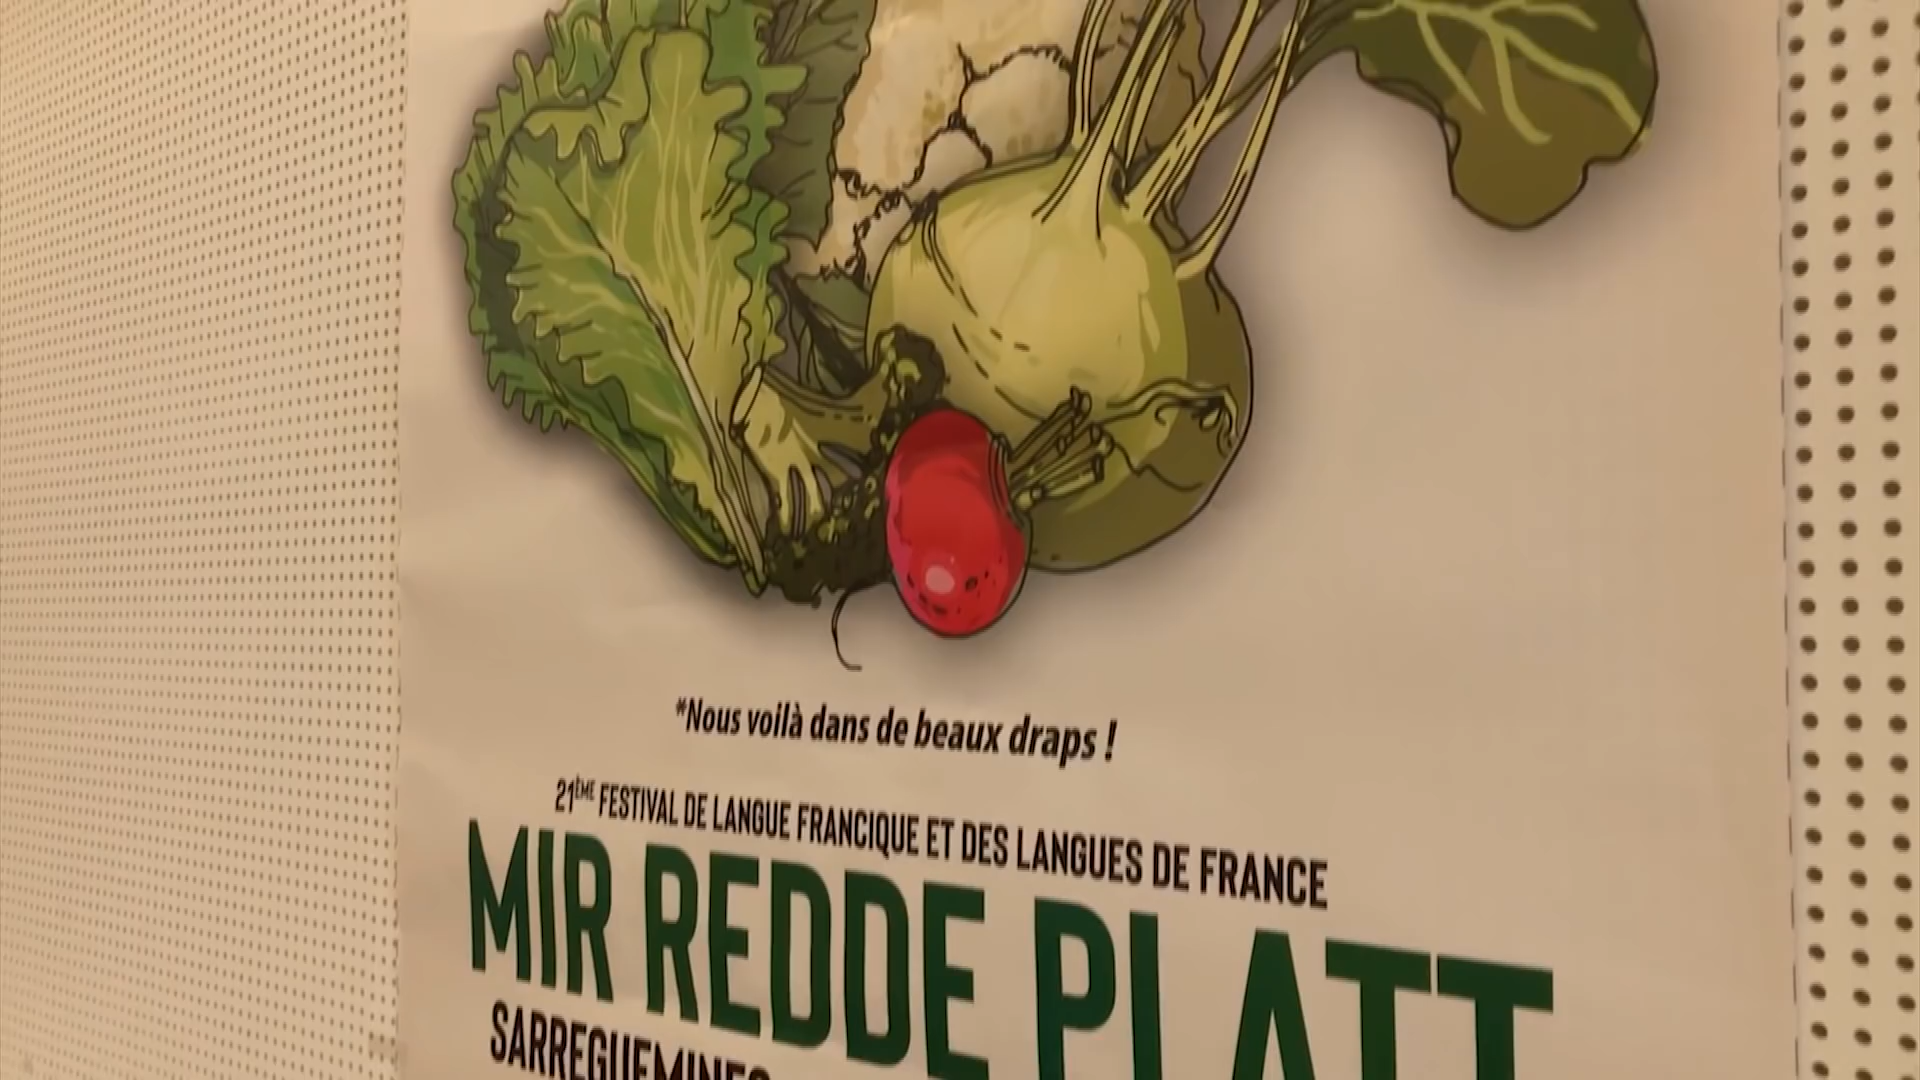 *Nous voilà dans de beaux draps !
21ÈME FESTIVAL DE LANGUE FRANCIQUE ET DES LANGUES DE FRANCE
MIR REDDE PLATT
SARREGUEMINES